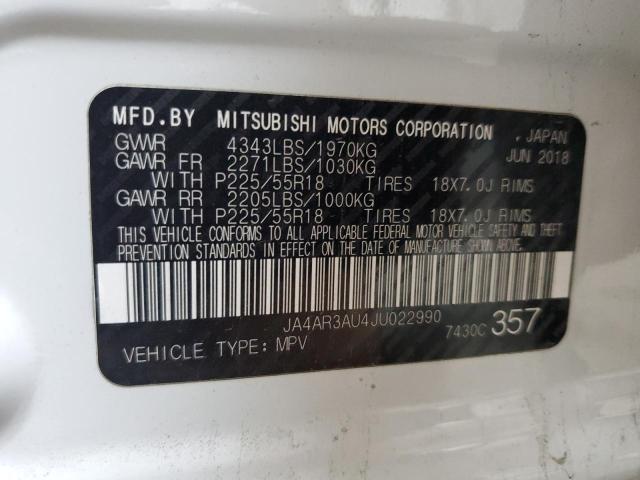 MFD.BY MITSUBISHI MOTORS CORPORATION , JAPAN
GWWR 4343LBS/1970KG JUN 2018
GAWR FR 2271LBS/1030KG
WITH P225/55R18 TIRES 18X7.0J RIMS
GAWR RR 2205LBS/1000KG
WITH P225/55R18 TIRES 18X7.0J RIMS
THIS VEHICLE CONFORMS TO ALL APPLICABLE FEDERAL MOTOR VEHICLE SAFETY AND THEFT
PREVENTION STANDARDS IN EFFECT ON THE DATE OF MANUFACTURE SHOWN ABOVE.
JA4AR3AU4JU022990
VEHICLE TYPE: MPV 7430C 357